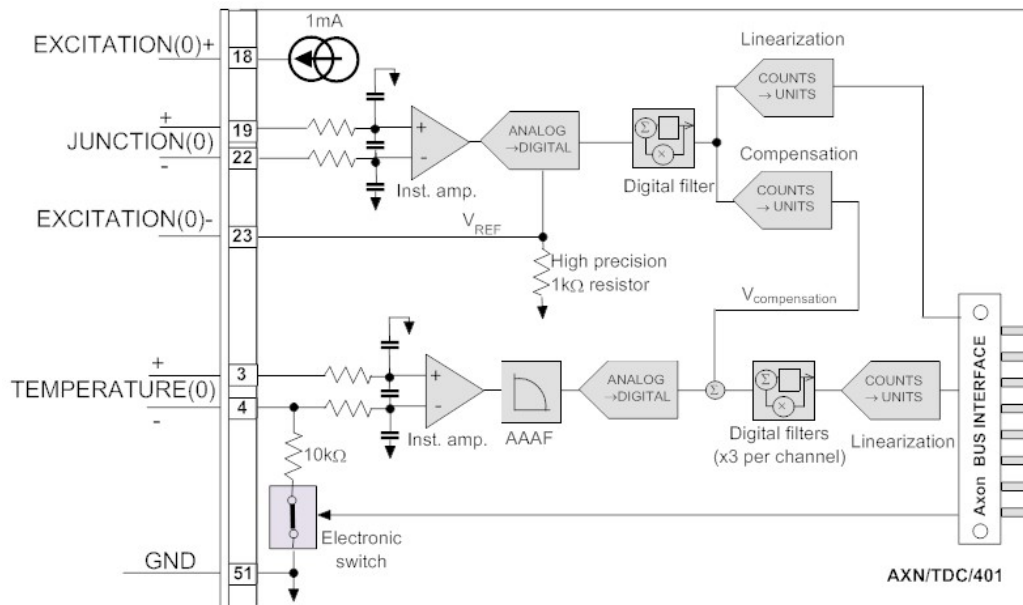 1mA
EXCITATION(0)+
18
Linearization
COUNTS
→ UNITS
+
19
JUNCTION(0)
22
-
+
-
Inst. amp.
ANALOG
→DIGITAL
Σ
×
Digital filter
Compensation
COUNTS
→ UNITS
EXCITATION(0)-
23
VREF
High precision
1kΩ resistor
Vcompensation
+
3
TEMPERATURE(0)
4
-
+
-
Inst. amp.
AAAF
ANALOG
→DIGITAL
Σ
Σ
×
Digital filters
(x3 per channel)
COUNTS
→ UNITS
Linearization
Axon BUS INTERFACE
10kΩ
Electronic
switch
GND
51
AXN/TDC/401